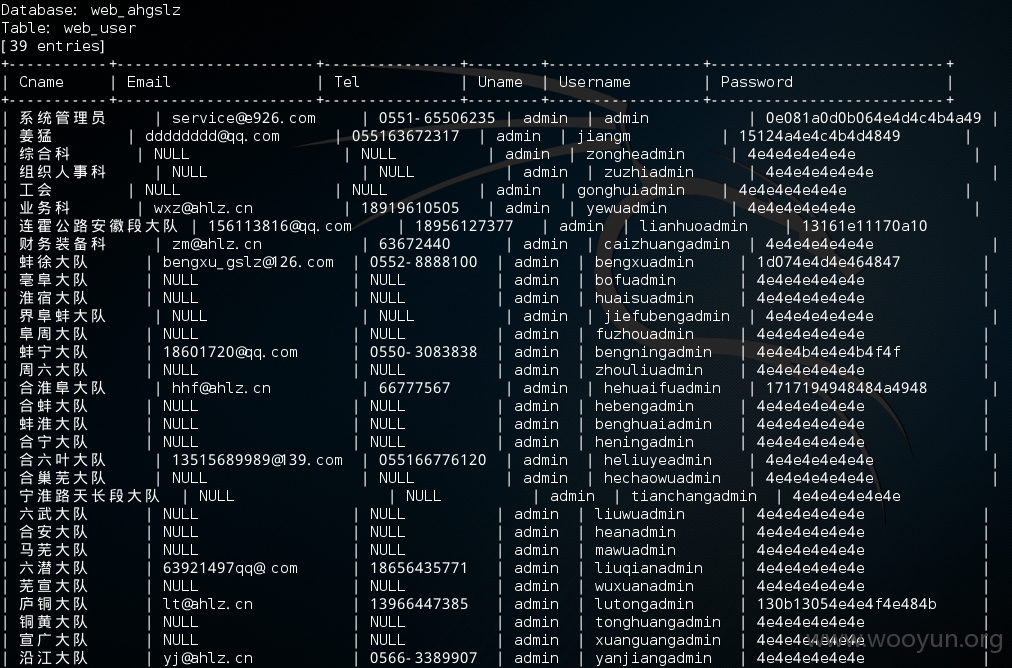 Database: web_ahgslz
Table: web_user
[39 entries]
| Cname | Email | Tel | Uname | Username | Password |
| 系统管理员 | service@e926.com | 0551-65506235 | admin | admin | 0e081a0d0b064e4d4c4b4a49 |
| 姜猛 | dddddddd@qq.com | 055163672317 | admin | jiangm | 15124a4e4c4b4d4849 |
| 综合科 | NULL | NULL | admin | zongheadmin | 4e4e4e4e4e4e |
| 组织人事科 | NULL | NULL | admin | zuzhiadmin | 4e4e4e4e4e4e |
| 工会 | NULL | NULL | admin | gonghuiadmin | 4e4e4e4e4e4e |
| 业务科 | wxz@ahlz.cn | 18919610505 | admin | yewuadmin | 4e4e4e4e4e4e |
| 连霍公路安徽段大队 | 156113816@qq.com | 18956127377 | admin | lianhuoadmin | 13161e11170a10 |
| 财务装备科 | zm@ahlz.cn | 63672440 | admin | caizhuangadmin | 4e4e4e4e4e4e |
| 蚌徐大队 | bengxu_gslz@126.com | 0552-8888100 | admin | bengxuadmin | 1d074e4d4e464847 |
| 亳阜大队 | NULL | NULL | admin | bofuadmin | 4e4e4e4e4e4e |
| 淮宿大队 | NULL | NULL | admin | huaisuadmin | 4e4e4e4e4e4e |
| 界阜蚌大队 | NULL | NULL | admin | jiefubengadmin | 4e4e4e4e4e4e |
| 阜周大队 | NULL | NULL | admin | fuzhouadmin | 4e4e4e4e4e4e |
| 蚌宁大队 | 18601720@qq.com | 0550-3083838 | admin | bengningadmin | 4e4e4b4e4e4b4f4f |
| 周六大队 | NULL | NULL | admin | zhouliuadmin | 4e4e4e4e4e4e |
| 合淮阜大队 | hhf@ahlz.cn | 66777567 | admin | hehuaifuadmin | 1717194948484a4948 |
| 合蚌大队 | NULL | NULL | admin | hebengadmin | 4e4e4e4e4e4e |
| 蚌淮大队 | NULL | NULL | admin | benghuaiadmin | 4e4e4e4e4e4e |
| 合宁大队 | NULL | NULL | admin | heningadmin | 4e4e4e4e4e4e |
| 合六叶大队 | 13515689989@139.com | 055166776120 | admin | heliuyeadmin | 4e4e4e4e4e4e |
| 合巢芜大队 | NULL | NULL | admin | hechaowuadmin | 4e4e4e4e4e4e |
| 宁淮路天长段大队 | NULL | NULL | admin | tianchangadmin | 4e4e4e4e4e4e |
| 六武大队 | NULL | NULL | admin | liuwuadmin | 4e4e4e4e4e4e |
| 合安大队 | NULL | NULL | admin | heanadmin | 4e4e4e4e4e4e |
| 马芜大队 | NULL | NULL | admin | mawuadmin | 4e4e4e4e4e4e |
| 六潜大队 | 63921497qq@.com | 18656435771 | admin | liuqianadmin | 4e4e4e4e4e4e |
| 芜宣大队 | NULL | NULL | admin | wuxuanadmin | 4e4e4e4e4e4e |
| 庐铜大队 | lt@ahlz.cn | 13966447385 | admin | lutongadmin | 130b13054e4e4f4e484b |
| 铜黄大队 | NULL | NULL | admin | tonghuangadmin | 4e4e4e4e4e4e |
| 宣广大队 | NULL | NULL | admin | xuanguangadmin | 4e4e4e4e4e4e |
| 沿江大队 | yj@ahlz.cn | 0566-3389907 | admin | yanjiangadmin | 4e4e4e4e4e4e |
www.wooyun.org